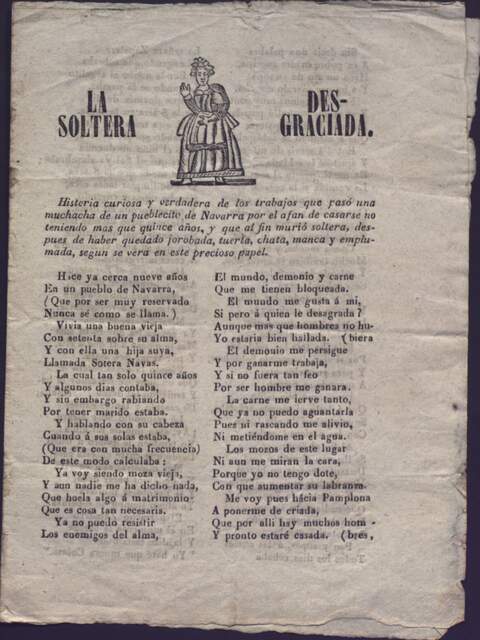 LA
SOLTERA
DES-
GRACIADA.
Historia curiosa y verdadera de los trabajos que pasó una
muchacha de un pueblecito de Navarra por el afan de casarse no
teniendo mas que quince años, y que al fin murió soltera, des-
pues de haber quedado jorobada, tuerta, chata, manca y emplu-
mada, segun se verá en este precioso papel.
Hice ya cerca nueve años
En un pueblo de Navarra,
(Que por ser muy reservado
Nunca sé como se llama.)
Vivia una buena vieja
Con setenta sobre su alma,
Y con ella una hija suya,
Llamada Sotera Navas.
La cual tan solo quince años
Y algunos dias contaba,
Y sin embargo rabiando
Por tener marido estaba.
Y hablando con su cabeza
Cuando á sus solas estaba,
(Que era con mucha frecuencia)
De este modo calculaba:
Ya voy siendo moza vieja,
Y aun nadie me ha dicho nada,
Que huela algo á matrimonio
Que es cosa tan necesaria.
Ya no puedo resistir
Los enemigos del alma,
El mundo, demonio y carne
Que me tienen bloqueada.
El mundo me gusta á mí,
Si pero á quien le desagrada?
Aunque mas que hombres no hu-
Yo estaria bien hallada. (biera
El demonio me persigue
Y por ganarme trabaja,
Y si no fuera tan feo
Por ser hombre me ganara.
La carne me ierve tanto,
Que ya no puedo aguantarla
Pues ni rascando me alivio,
Ni metiéndome en el agua.
Los mozos de este lugar
Ni aun me miran la cara,
Porque yo no tengo dote,
Con que aumentar su labranza
Me voy pues hácia Pamplona
A ponerme de criada,
Que por alli hay muchos hom-
Y pronto estaré casada. (bres,